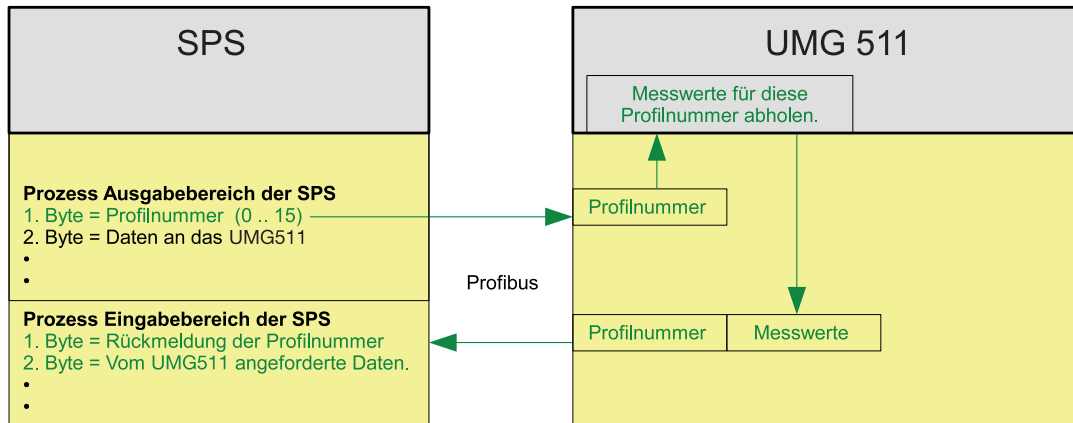 SPS
UMG 511
Messwerte für diese
Profilnummer abholen.
Prozess Ausgabebereich der SPS
1. Byte = Profilnummer (0 .. 15)
2. Byte = Daten an das UMG511
•
•
Profilnummer
Profibus
Prozess Eingabebereich der SPS
1. Byte = Rückmeldung der Profilnummer
2. Byte = Vom UMG511 angeforderte Daten.
•
•
Profilnummer
Messwerte